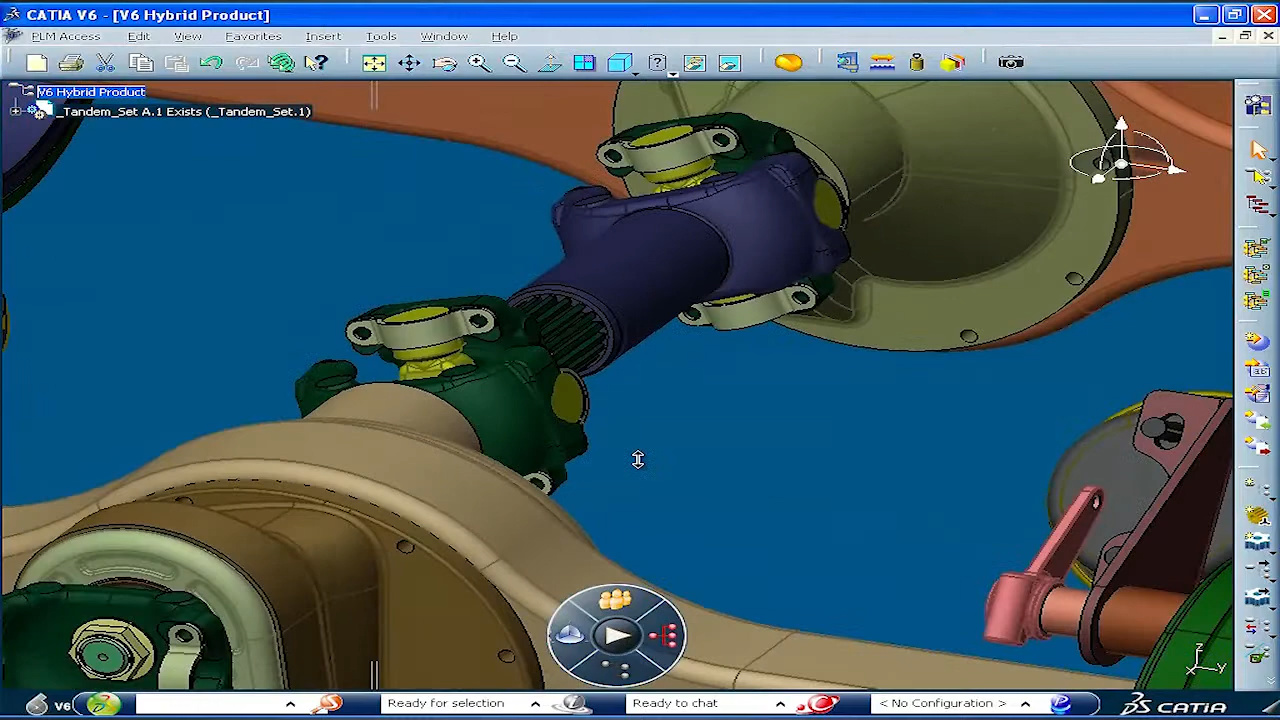 CATIA V6 - [V6 Hybrid Product]
PLM Access Edit View Favorites Insert Tools Window Help
V6 Hybrid Product
_Tandem_Set A.1 Exists (_Tandem_Set.1)
Z
Y
X
V6
Ready for selection
Ready to chat
< No Configuration >
CATIA